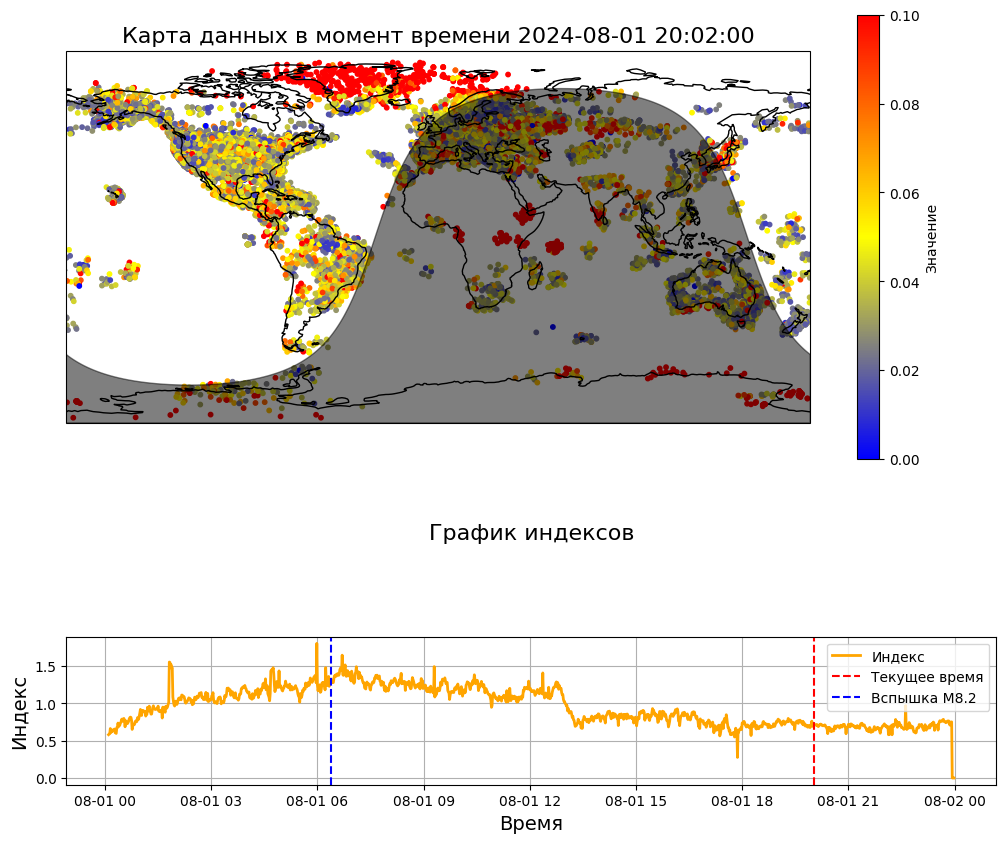 Карта данных в момент времени 2024-08-01 20:02:00
0.10
0.08
0.06
0.04
0.02
0.00
Значение
График индексов
Индекс
1.5
1.0
0.5
0.0
Индекс
Текущее время
Вспышка M8.2
08-01 00
08-01 03
08-01 06
08-01 09
08-01 12
08-01 15
08-01 18
08-01 21
08-02 00
Время